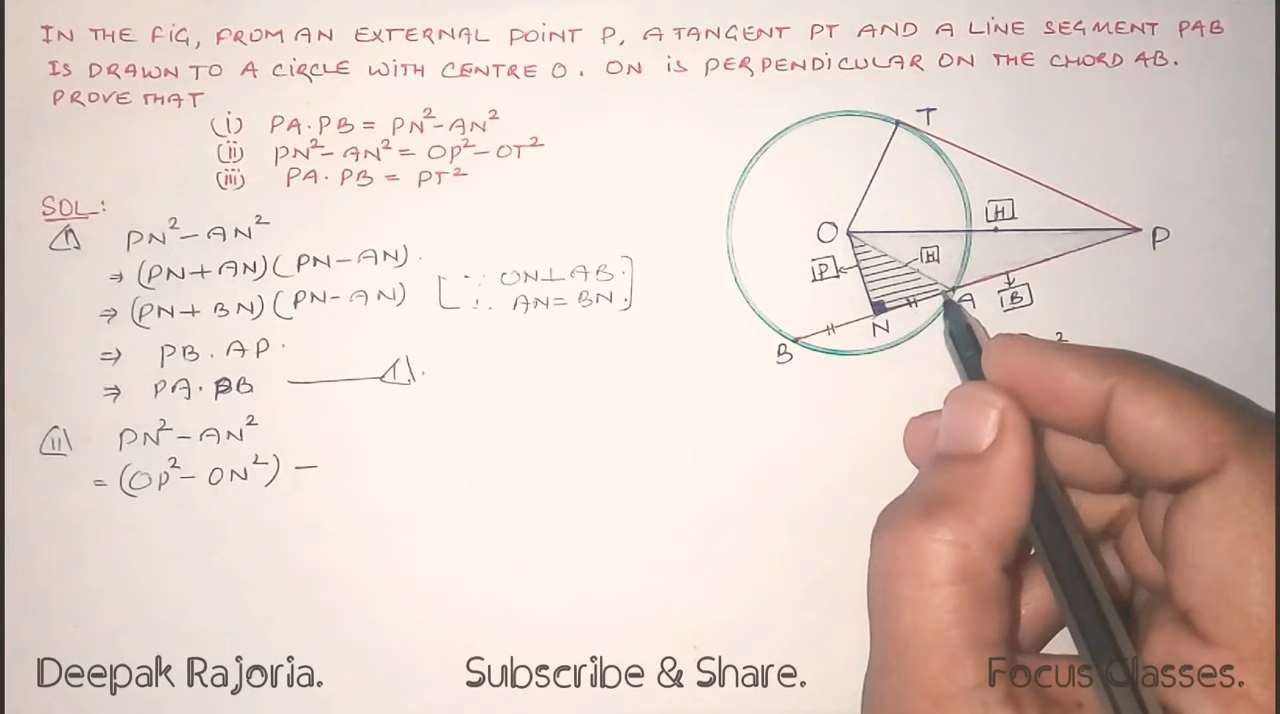 IN THE FIG, FROM AN EXTERNAL POINT P, A TANGENT PT AND A LINE SEGMENT PAB
IS DRAWN TO A CIRCLE WITH CENTRE O. ON IS PERPENDICULAR ON THE CHORD AB.
PROVE THAT
(i) PA·PB = PN²-AN²
(ii) PN²-AN² = OP²-OT²
(iii) PA·PB = PT²
SOL:
(i) PN²-AN²
⇒ (PN+AN)(PN-AN).
⇒ (PN+BN)(PN-AN) [∵ ON⊥AB. ∴ AN=BN.]
⇒ PB·AP.
⇒ PA·PB —— (i).
(ii) PN²-AN²
= (OP²-ON²) -
T
O
H
P
P
H
B
A
N
B
2
Deepak Rajoria.
Subscribe & Share.
Focus Classes.